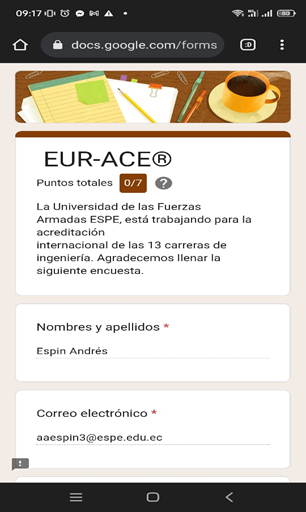 09:17
80
docs.google.com/forms
:D
EUR-ACE®
Puntos totales 0/7 ?
La Universidad de las Fuerzas
Armadas ESPE, está trabajando para la
acreditación
internacional de las 13 carreras de
ingeniería. Agradecemos llenar la
siguiente encuesta.
Nombres y apellidos *
Espin Andrés
Correo electrónico *
aaespin3@espe.edu.ec